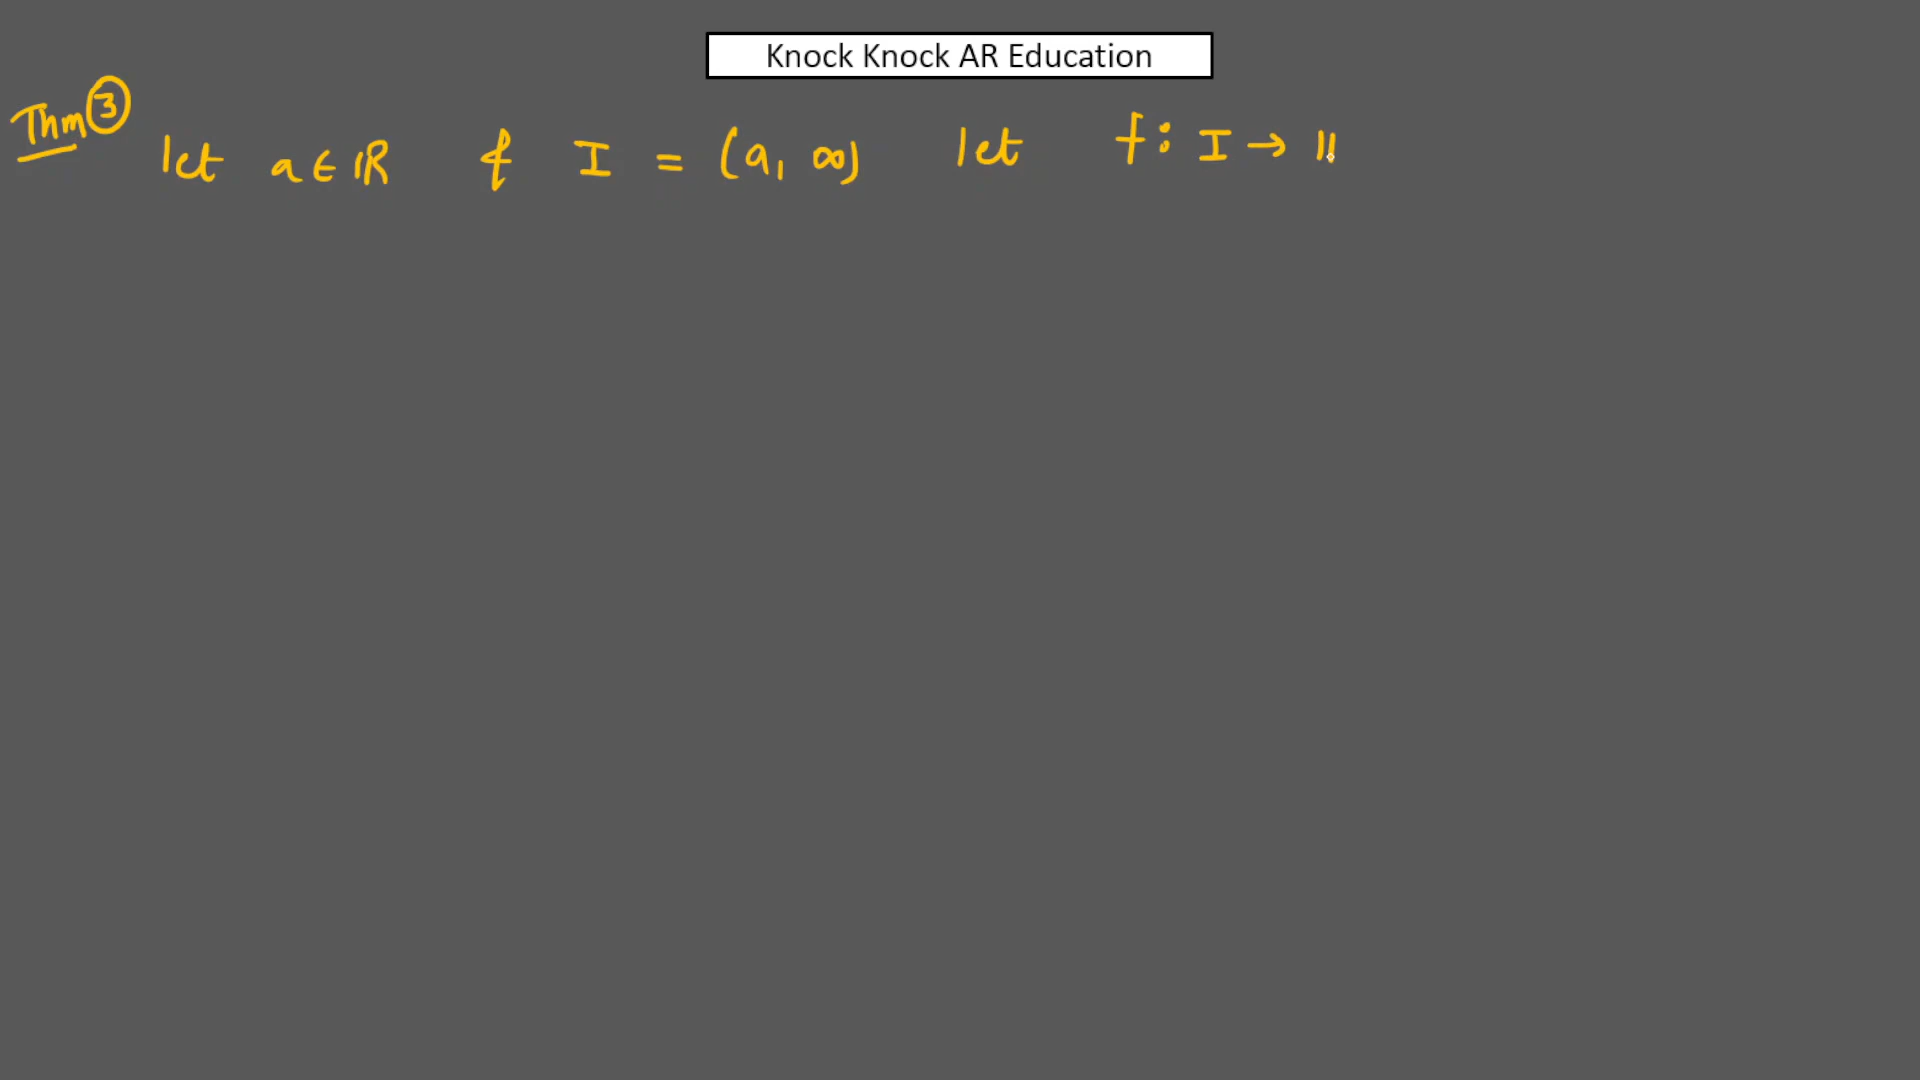 Knock Knock AR Education
Thm ③
let a ∈ ℝ & I = (a, ∞) let f : I →